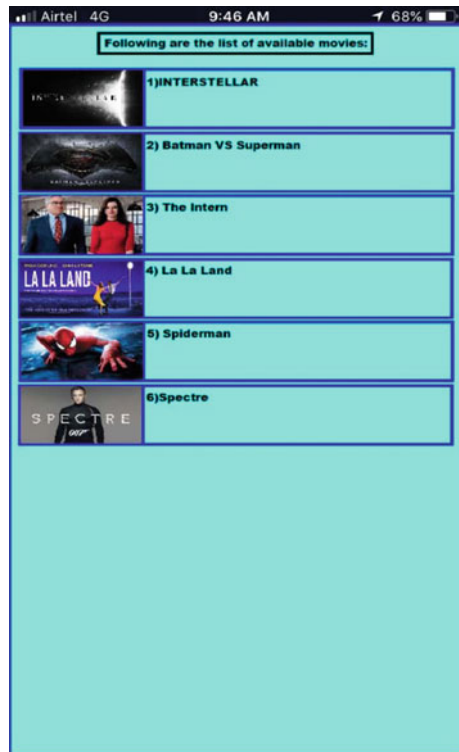 Airtel 4G 9:46 AM 68%
Following are the list of available movies:
1)INTERSTELLAR
2) Batman VS Superman
3) The Intern
4) La La Land
LA LA LAND
5) Spiderman
6)Spectre
SPECTRE
007